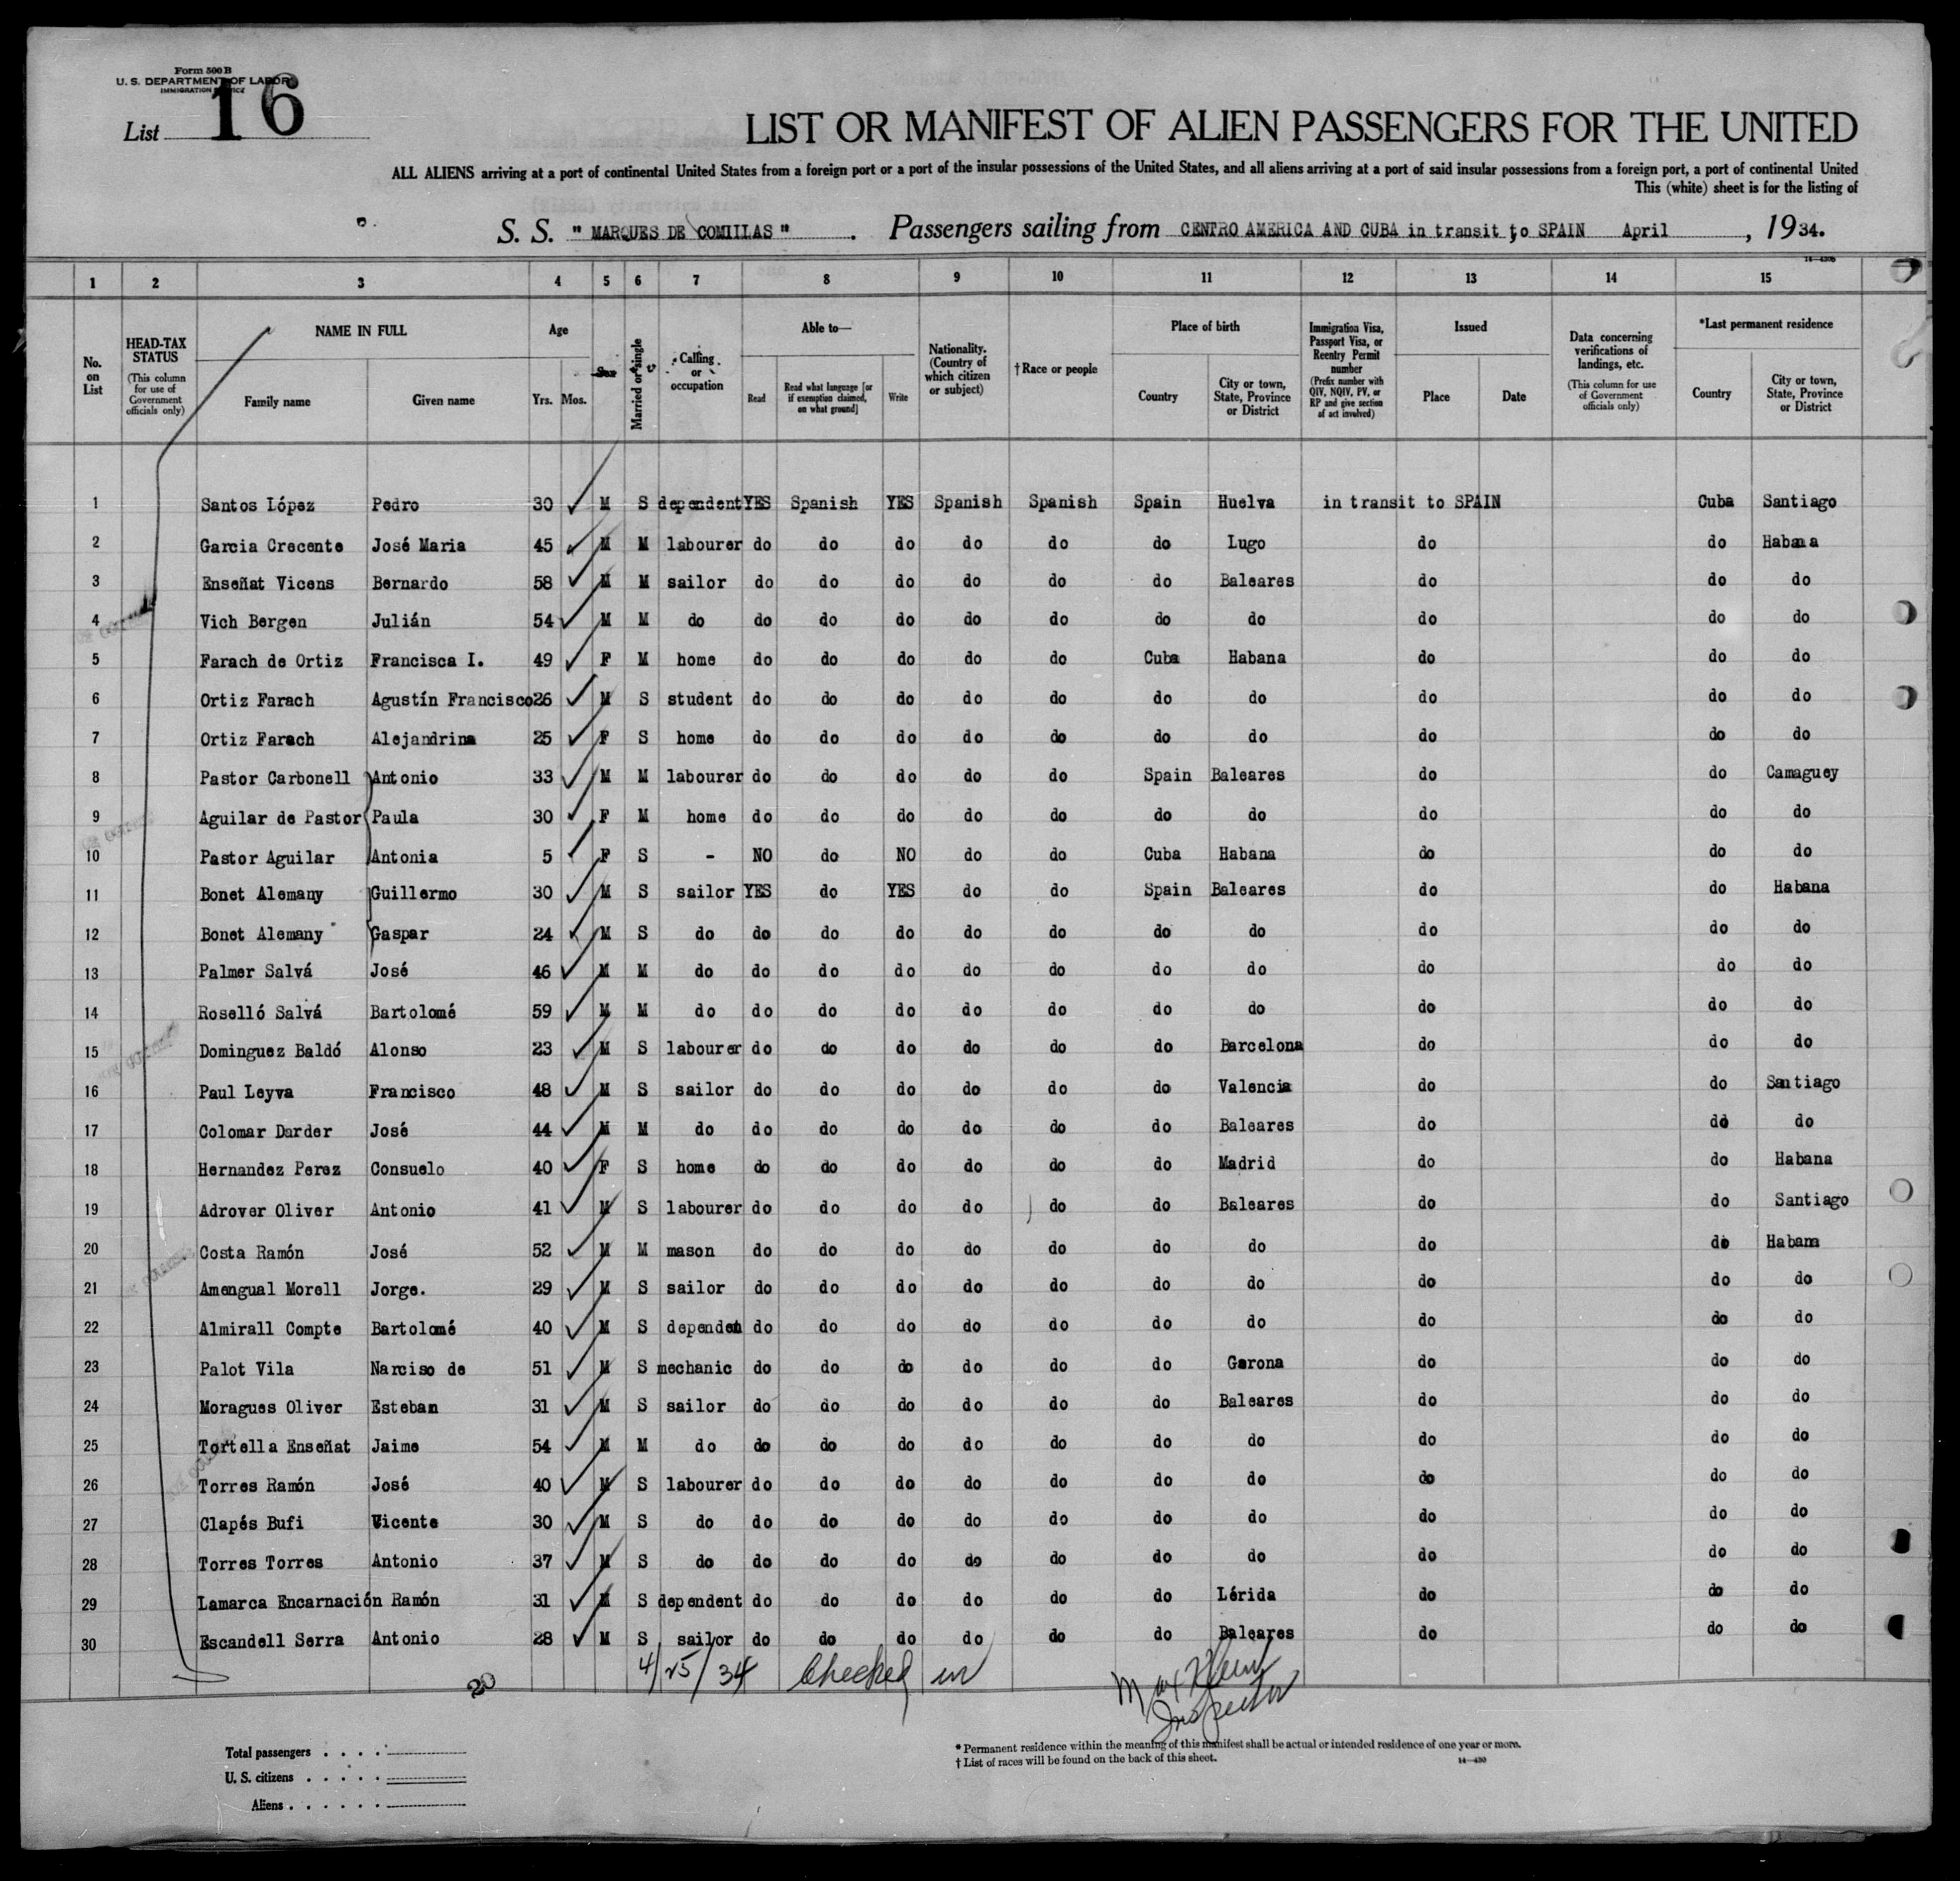 Form 500 B
U. S. DEPARTMENT OF LABOR
IMMIGRATION SERVICE
List 16
LIST OR MANIFEST OF ALIEN PASSENGERS FOR THE UNITED
ALL ALIENS arriving at a port of continental United States from a foreign port or a port of the insular possessions of the United States, and all aliens arriving at a port of said insular possessions from a foreign port, a port of continental United
This (white) sheet is for the listing of
S. S. "MARQUES DE COMILLAS". Passengers sailing from CENTRO AMERICA AND CUBA in transit to SPAIN April, 1934.
1 2 3 4 5 6 7 8 9 10 11 12 13 14 15
No. on List
HEAD-TAX STATUS
(This column for use of Government officials only)
NAME IN FULL
Family name Given name
Age
Yrs. Mos.
Sex
Married or single
Calling or occupation
Able to—
Read
Read what language [or if exemption claimed, on what ground]
Write
Nationality. (Country of which citizen or subject)
†Race or people
Place of birth
Country
City or town, State, Province or District
Immigration Visa, Passport Visa, or Reentry Permit number
(Prefix number with QIV, NQIV, PV, or RP and give section of act involved)
Issued
Place Date
Data concerning verifications of landings, etc.
(This column for use of Government officials only)
*Last permanent residence
Country
City or town, State, Province or District
1 Santos López Pedro 30 M S dependent YES Spanish YES Spanish Spanish Spain Huelva in transit to SPAIN Cuba Santiago
2 Garcia Crecente José Maria 45 M M labourer do do do do do do Lugo do do Habana
3 Enseñat Vicens Bernardo 58 M M sailor do do do do do do Baleares do do do
4 Vich Bergen Julián 54 M M do do do do do do do do do do do
5 Farach de Ortiz Francisca I. 49 F M home do do do do do Cuba Habana do do do
6 Ortiz Farach Agustín Francisco 26 M S student do do do do do do do do do do
7 Ortiz Farach Alejandrina 25 F S home do do do do do do do do do do
8 Pastor Carbonell Antonio 33 M M labourer do do do do do Spain Baleares do do Camaguey
9 Aguilar de Pastor Paula 30 F M home do do do do do do do do do do
10 Pastor Aguilar Antonia 5 F S - NO do NO do do Cuba Habana do do do
11 Bonet Alemany Guillermo 30 M S sailor YES do YES do do Spain Baleares do do Habana
12 Bonet Alemany Gaspar 24 M S do do do do do do do do do do do
13 Palmer Salvá José 46 M M do do do do do do do do do do do
14 Roselló Salvá Bartolomé 59 M M do do do do do do do do do do do
15 Dominguez Baldó Alonso 23 M S labourer do do do do do do Barcelona do do do
16 Paul Leyva Francisco 48 M S sailor do do do do do do Valencia do do Santiago
17 Colomar Darder José 44 M M do do do do do do do Baleares do do do
18 Hernandez Perez Consuelo 40 F S home do do do do do do Madrid do do Habana
19 Adrover Oliver Antonio 41 M S labourer do do do do do do Baleares do do Santiago
20 Costa Ramón José 52 M M mason do do do do do do do do do Habana
21 Amengual Morell Jorge. 29 M S sailor do do do do do do do do do do
22 Almirall Compte Bartolomé 40 M S dependen do do do do do do do do do do
23 Palot Vila Narciso de 51 M S mechanic do do do do do do Gerona do do do
24 Moragues Oliver Esteban 31 M S sailor do do do do do do Baleares do do do
25 Tortella Enseñat Jaime 54 M M do do do do do do do do do do do
26 Torres Ramón José 40 M S labourer do do do do do do do do do do
27 Clapés Bufi Vicente 30 M S do do do do do do do do do do do
28 Torres Torres Antonio 37 M S do do do do do do do do do do do
29 Lamarca Encarnación Ramón 31 M S dependent do do do do do do Lérida do do do
30 Escandell Serra Antonio 28 M S sailor do do do do do do Baleares do do do
20 4/25/34 Checked in
Inspector
Total passengers
U. S. citizens
Aliens
* Permanent residence within the meaning of this manifest shall be actual or intended residence of one year or more.
† List of races will be found on the back of this sheet.
14—430